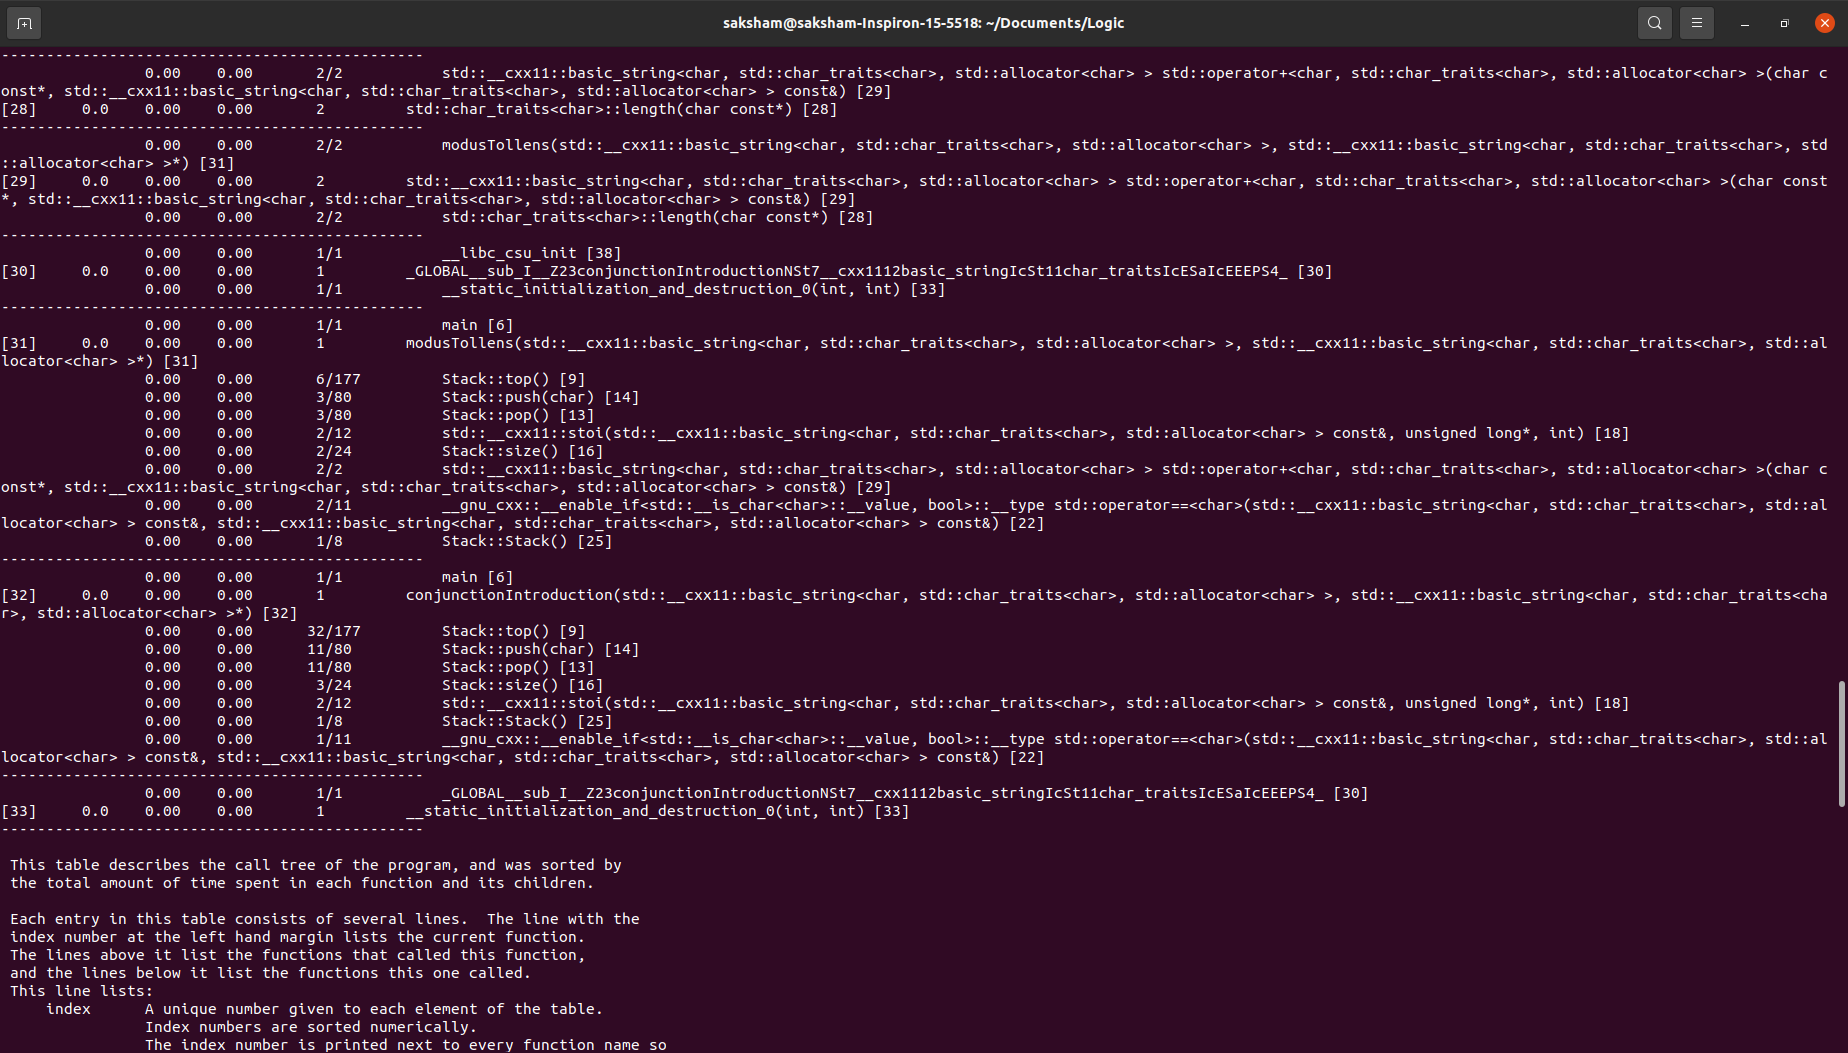 saksham@saksham-Inspiron-15-5518: ~/Documents/Logic
-----------------------------------------------
                0.00    0.00       2/2           std::__cxx11::basic_string<char, std::char_traits<char>, std::allocator<char> > std::operator+<char, std::char_traits<char>, std::allocator<char> >(char c
onst*, std::__cxx11::basic_string<char, std::char_traits<char>, std::allocator<char> > const&) [29]
[28]     0.0    0.00    0.00       2         std::char_traits<char>::length(char const*) [28]
-----------------------------------------------
                0.00    0.00       2/2           modusTollens(std::__cxx11::basic_string<char, std::char_traits<char>, std::allocator<char> >, std::__cxx11::basic_string<char, std::char_traits<char>, std
::allocator<char> >*) [31]
[29]     0.0    0.00    0.00       2         std::__cxx11::basic_string<char, std::char_traits<char>, std::allocator<char> > std::operator+<char, std::char_traits<char>, std::allocator<char> >(char const
*, std::__cxx11::basic_string<char, std::char_traits<char>, std::allocator<char> > const&) [29]
                0.00    0.00       2/2           std::char_traits<char>::length(char const*) [28]
-----------------------------------------------
                0.00    0.00       1/1           __libc_csu_init [38]
[30]     0.0    0.00    0.00       1         _GLOBAL__sub_I__Z23conjunctionIntroductionNSt7__cxx1112basic_stringIcSt11char_traitsIcESaIcEEEPS4_ [30]
                0.00    0.00       1/1           __static_initialization_and_destruction_0(int, int) [33]
-----------------------------------------------
                0.00    0.00       1/1           main [6]
[31]     0.0    0.00    0.00       1         modusTollens(std::__cxx11::basic_string<char, std::char_traits<char>, std::allocator<char> >, std::__cxx11::basic_string<char, std::char_traits<char>, std::al
locator<char> >*) [31]
                0.00    0.00       6/177         Stack::top() [9]
                0.00    0.00       3/80          Stack::push(char) [14]
                0.00    0.00       3/80          Stack::pop() [13]
                0.00    0.00       2/12          std::__cxx11::stoi(std::__cxx11::basic_string<char, std::char_traits<char>, std::allocator<char> > const&, unsigned long*, int) [18]
                0.00    0.00       2/24          Stack::size() [16]
                0.00    0.00       2/2           std::__cxx11::basic_string<char, std::char_traits<char>, std::allocator<char> > std::operator+<char, std::char_traits<char>, std::allocator<char> >(char c
onst*, std::__cxx11::basic_string<char, std::char_traits<char>, std::allocator<char> > const&) [29]
                0.00    0.00       2/11          __gnu_cxx::__enable_if<std::__is_char<char>::__value, bool>::__type std::operator==<char>(std::__cxx11::basic_string<char, std::char_traits<char>, std::al
locator<char> > const&, std::__cxx11::basic_string<char, std::char_traits<char>, std::allocator<char> > const&) [22]
                0.00    0.00       1/8           Stack::Stack() [25]
-----------------------------------------------
                0.00    0.00       1/1           main [6]
[32]     0.0    0.00    0.00       1         conjunctionIntroduction(std::__cxx11::basic_string<char, std::char_traits<char>, std::allocator<char> >, std::__cxx11::basic_string<char, std::char_traits<cha
r>, std::allocator<char> >*) [32]
                0.00    0.00      32/177         Stack::top() [9]
                0.00    0.00      11/80          Stack::push(char) [14]
                0.00    0.00      11/80          Stack::pop() [13]
                0.00    0.00       3/24          Stack::size() [16]
                0.00    0.00       2/12          std::__cxx11::stoi(std::__cxx11::basic_string<char, std::char_traits<char>, std::allocator<char> > const&, unsigned long*, int) [18]
                0.00    0.00       1/8           Stack::Stack() [25]
                0.00    0.00       1/11          __gnu_cxx::__enable_if<std::__is_char<char>::__value, bool>::__type std::operator==<char>(std::__cxx11::basic_string<char, std::char_traits<char>, std::al
locator<char> > const&, std::__cxx11::basic_string<char, std::char_traits<char>, std::allocator<char> > const&) [22]
-----------------------------------------------
                0.00    0.00       1/1           _GLOBAL__sub_I__Z23conjunctionIntroductionNSt7__cxx1112basic_stringIcSt11char_traitsIcESaIcEEEPS4_ [30]
[33]     0.0    0.00    0.00       1         __static_initialization_and_destruction_0(int, int) [33]
-----------------------------------------------
 This table describes the call tree of the program, and was sorted by
 the total amount of time spent in each function and its children.
 Each entry in this table consists of several lines.  The line with the
 index number at the left hand margin lists the current function.
 The lines above it list the functions that called this function,
 and the lines below it list the functions this one called.
 This line lists:
     index      A unique number given to each element of the table.
                Index numbers are sorted numerically.
                The index number is printed next to every function name so